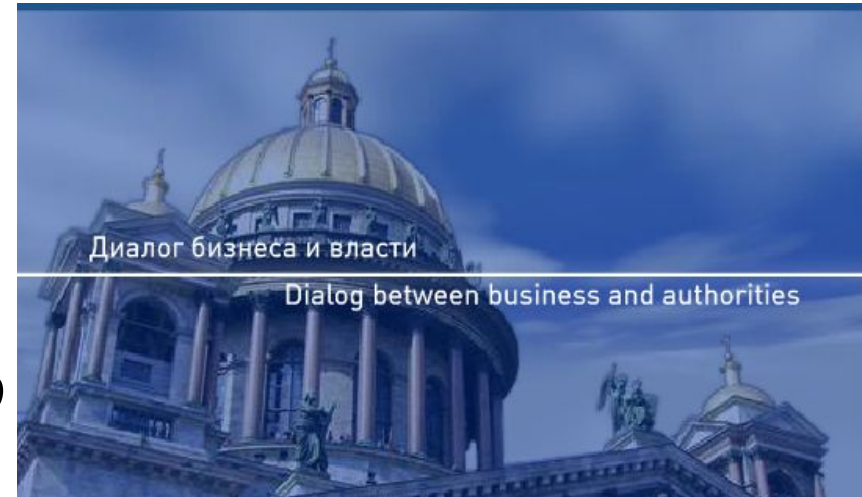 Диалог бизнеса и власти
Dialog between business and authorities
)